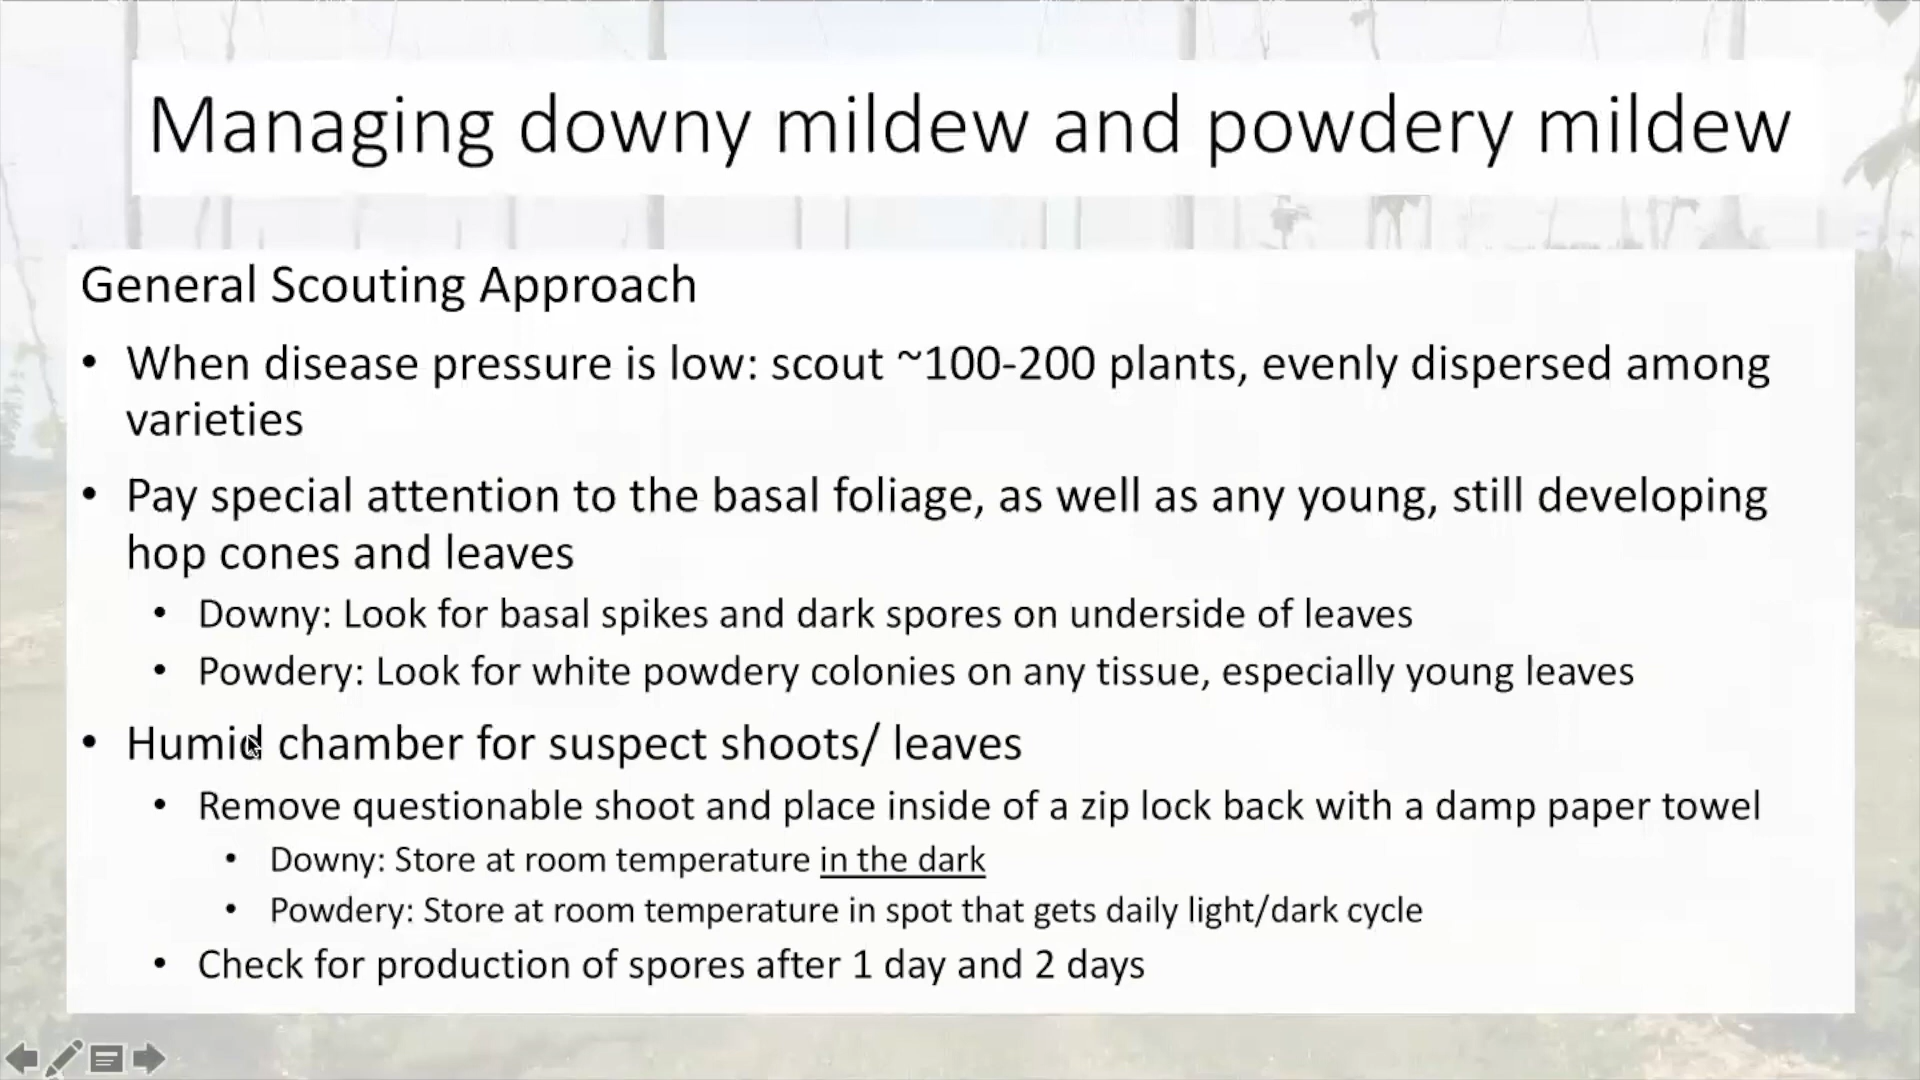 Managing downy mildew and powdery mildew
General Scouting Approach
• When disease pressure is low: scout ~100-200 plants, evenly dispersed among
varieties
• Pay special attention to the basal foliage, as well as any young, still developing
hop cones and leaves
• Downy: Look for basal spikes and dark spores on underside of leaves
• Powdery: Look for white powdery colonies on any tissue, especially young leaves
• Humid chamber for suspect shoots/ leaves
• Remove questionable shoot and place inside of a zip lock back with a damp paper towel
• Downy: Store at room temperature in the dark
• Powdery: Store at room temperature in spot that gets daily light/dark cycle
• Check for production of spores after 1 day and 2 days